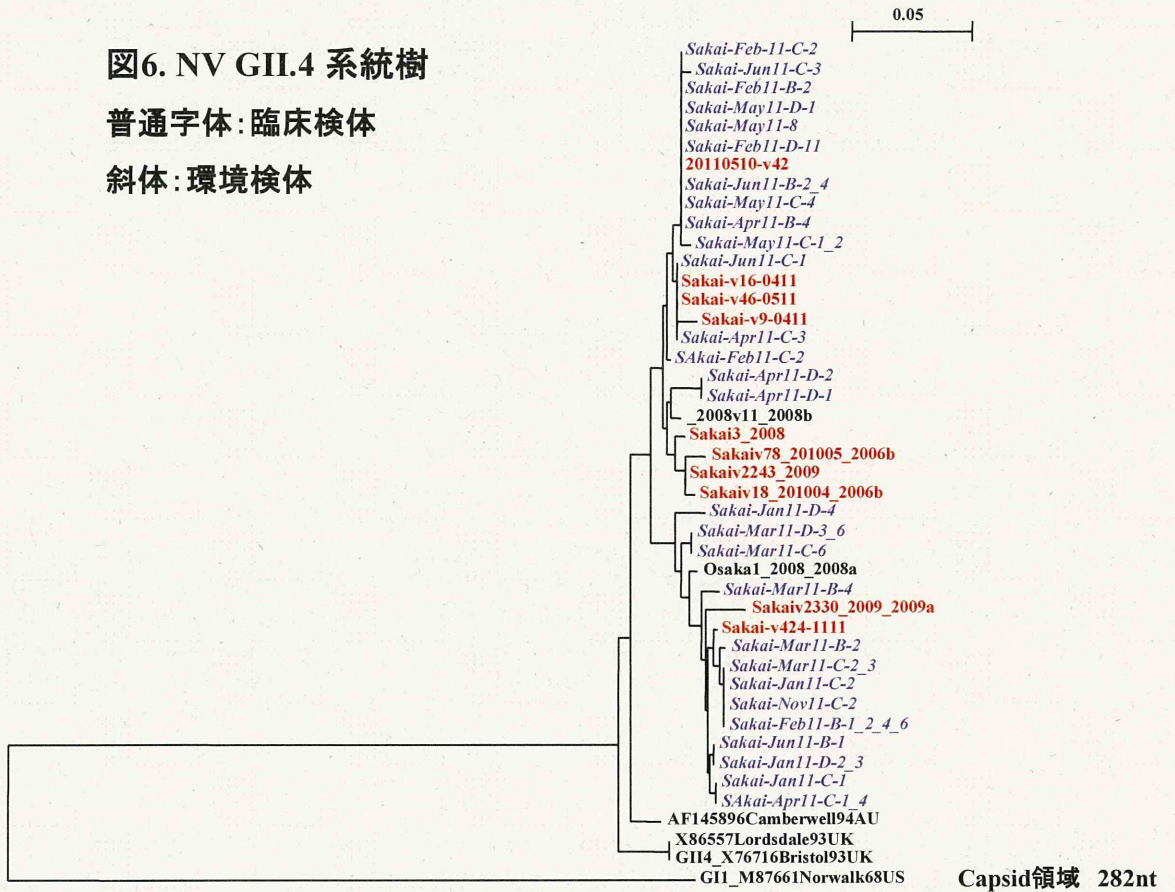 0.05
図6. NV GII.4 系統樹
普通字体：臨床検体
斜体：環境検体
Sakai-Feb-11-C-2
Sakai-Jun11-C-3
Sakai-Feb11-B-2
Sakai-May11-D-1
Sakai-May11-8
Sakai-Feb11-D-11
20110510-v42
Sakai-Jun11-B-2_4
Sakai-May11-C-4
Sakai-Apr11-B-4
Sakai-May11-C-1_2
Sakai-Jun11-C-1
Sakai-v16-0411
Sakai-v46-0511
Sakai-v9-0411
Sakai-Apr11-C-3
SAkai-Feb11-C-2
Sakai-Apr11-D-2
Sakai-Apr11-D-1
_2008v11_2008b
Sakai3_2008
Sakaiv78_201005_2006b
Sakaiv2243_2009
Sakaiv18_201004_2006b
Sakai-Jan11-D-4
Sakai-Mar11-D-3_6
Sakai-Mar11-C-6
Osaka1_2008_2008a
Sakai-Mar11-B-4
Sakaiv2330_2009_2009a
Sakai-v424-1111
Sakai-Mar11-B-2
Sakai-Mar11-C-2_3
Sakai-Jan11-C-2
Sakai-Nov11-C-2
Sakai-Feb11-B-1_2_4_6
Sakai-Jun11-B-1
Sakai-Jan11-D-2_3
Sakai-Jan11-C-1
SAkai-Apr11-C-1_4
AF145896Camberwell94AU
X86557Lordsdale93UK
GII4_X76716Bristol93UK
GI1_M87661Norwalk68US
Capsid領域 282nt